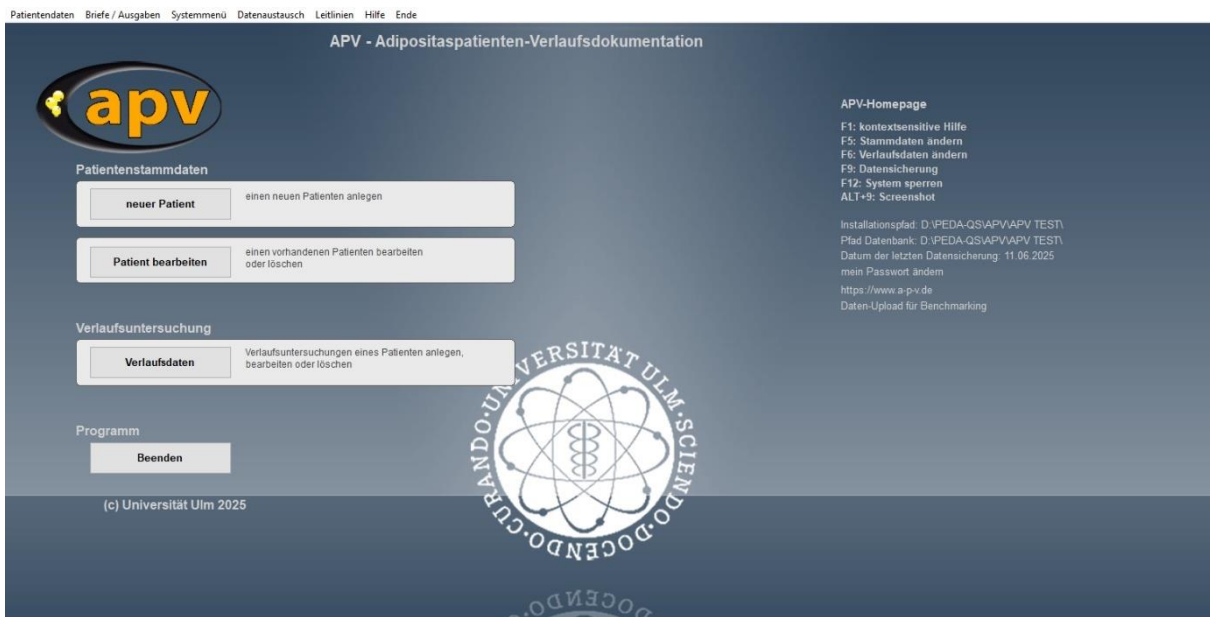 Patientendaten Briefe / Ausgaben Systemmenü Datenaustausch Leitlinien Hilfe Ende
APV - Adipositaspatienten-Verlaufsdokumentation
apv
Patientenstammdaten
neuer Patient
einen neuen Patienten anlegen
Patient bearbeiten
einen vorhandenen Patienten bearbeiten
oder löschen
Verlaufsuntersuchung
Verlaufsdaten
Verlaufsuntersuchungen eines Patienten anlegen,
bearbeiten oder löschen
Programm
Beenden
(c) Universität Ulm 2025
APV-Homepage
F1: kontextsensitive Hilfe
F5: Stammdaten ändern
F6: Verlaufsdaten ändern
F9: Datensicherung
F12: System sperren
ALT+9: Screenshot
Installationspfad: D:\PEDA-QS\APV\APV TEST\
Pfad Datenbank: D:\PEDA-QS\APV\APV TEST\
Datum der letzten Datensicherung: 11.06.2025
mein Passwort ändern
https://www.a-p-v.de
Daten-Upload für Benchmarking
UNIVERSITÄT ULM · SCIENDO · DOCENDO · CURANDO ·
DOCENDO